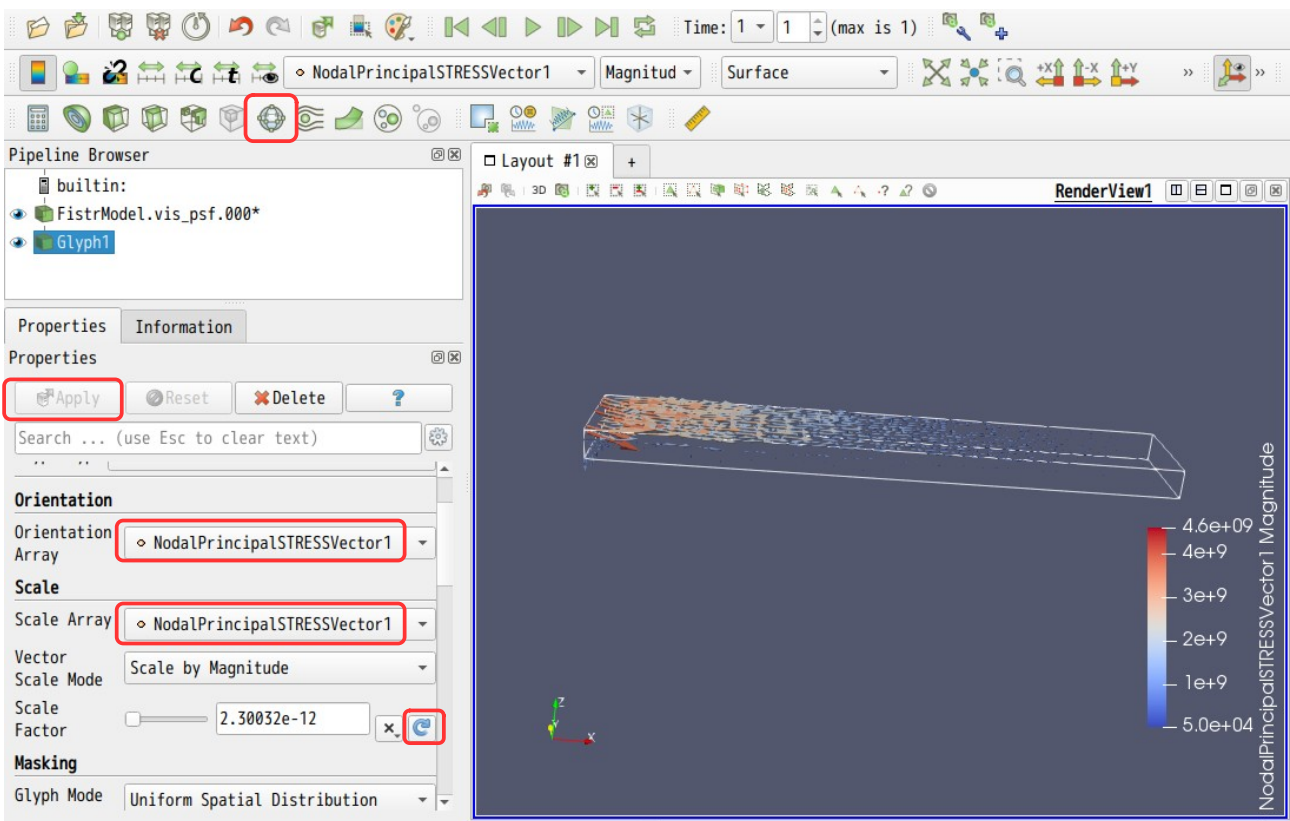 Time: 1 1 (max is 1)
NodalPrincipalSTRESSVector1 Magnitud Surface
+X -X +Y »
»
Pipeline Browser
builtin:
FistrModel.vis_psf.000*
Glyph1
Properties Information
Properties
Apply Reset Delete ?
Search ... (use Esc to clear text)
Orientation
Orientation
Array
NodalPrincipalSTRESSVector1
Scale
Scale Array NodalPrincipalSTRESSVector1
Vector
Scale Mode
Scale by Magnitude
Scale
Factor
2.30032e-12
Masking
Glyph Mode Uniform Spatial Distribution
Layout #1 +
3D RenderView1
4.6e+09
4e+9
3e+9
2e+9
1e+9
5.0e+04
NodalPrincipalSTRESSVector1 Magnitude
Z
Y
X